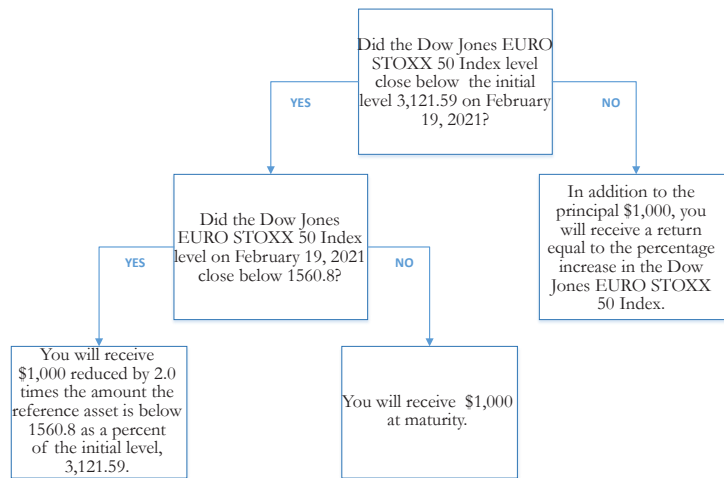 Did the Dow Jones EURO
STOXX 50 Index level
close below the initial
level 3,121.59 on February
19, 2021?
YES
NO
Did the Dow Jones
EURO STOXX 50 Index
level on February 19, 2021
close below 1560.8?
In addition to the
principal $1,000, you
will receive a return
equal to the percentage
increase in the Dow
Jones EURO STOXX
50 Index.
YES
NO
You will receive
$1,000 reduced by 2.0
times the amount the
reference asset is below
1560.8 as a percent
of the initial level,
3,121.59.
You will receive $1,000
at maturity.